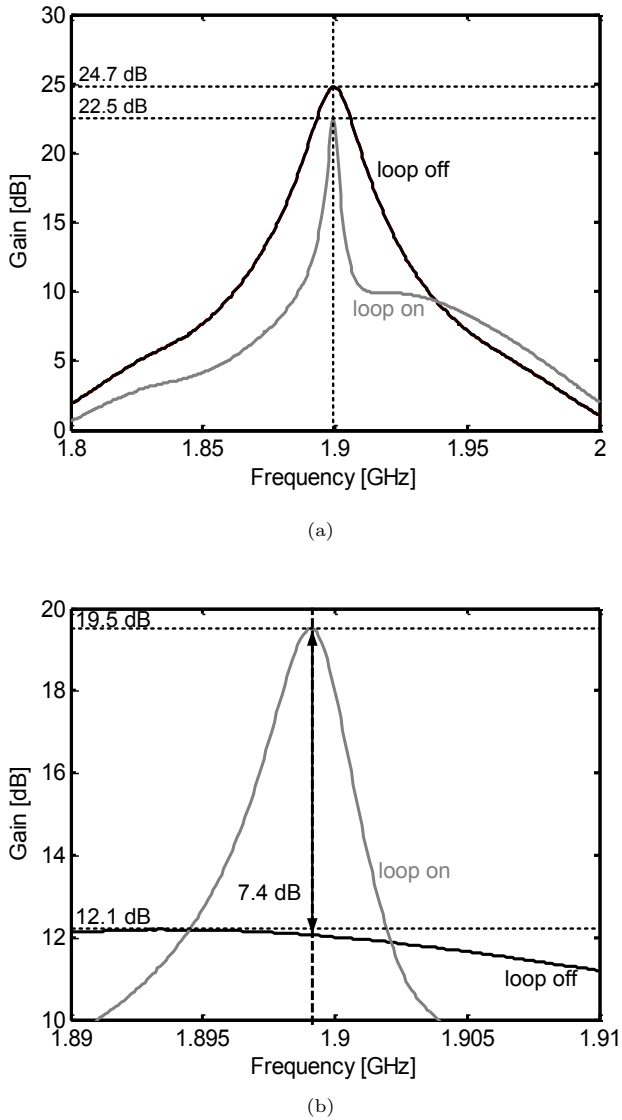 30
24.7 dB
25
22.5 dB
20
loop off
15
Gain [dB]
10
loop on
5
0
1.8 1.85 1.9 1.95 2
Frequency [GHz]
(a)
20
19.5 dB
18
16
Gain [dB]
14
loop on
7.4 dB
12.1 dB
12
loop off
10
1.89 1.895 1.9 1.905 1.91
Frequency [GHz]
(b)